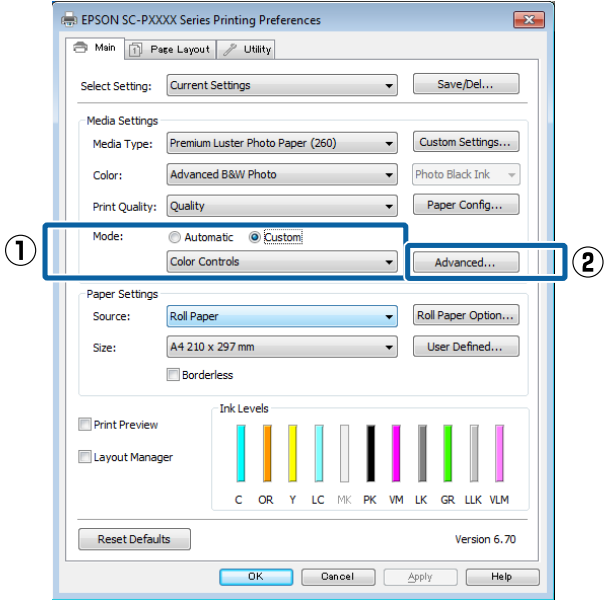 EPSON SC-PXXXX Series Printing Preferences
Main Page Layout Utility
Select Setting: Current Settings Save/Del...
Media Settings
Media Type: Premium Luster Photo Paper (260) Custom Settings...
Color: Advanced B&W Photo Photo Black Ink
Print Quality: Quality Paper Config...
Mode: Automatic Custom
① Color Controls Advanced... ②
Paper Settings
Source: Roll Paper Roll Paper Option...
Size: A4 210 x 297 mm User Defined...
Borderless
Ink Levels
Print Preview
Layout Manager
C OR Y LC MK PK VM LK GR LLK VLM
Reset Defaults Version 6.70
OK Cancel Apply Help